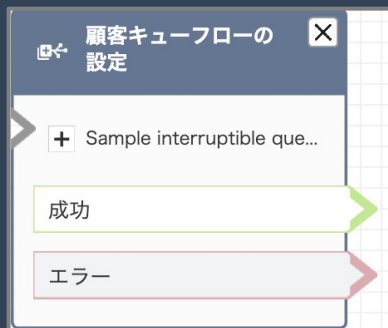 顧客キューフローの
設定
Sample interruptible que...
成功
エラー